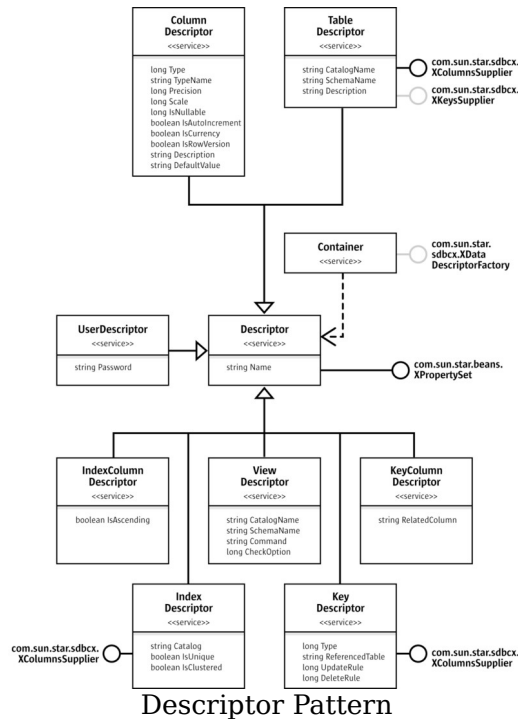 Column
Descriptor
<<service>>
long Type
string TypeName
long Precision
long Scale
long IsNullable
boolean IsAutoIncrement
boolean IsCurrency
boolean IsRowVersion
string Description
string DefaultValue
Table
Descriptor
<<service>>
string CatalogName
string SchemaName
string Description
com.sun.star.sdbcx.
XColumnsSupplier
com.sun.star.sdbcx.
XKeysSupplier
Container
<<service>>
com.sun.star.
sdbcx.XData
DescriptorFactory
UserDescriptor
<<service>>
string Password
Descriptor
<<service>>
string Name
com.sun.star.beans.
XPropertySet
IndexColumn
Descriptor
<<service>>
boolean IsAscending
View
Descriptor
<<service>>
string CatalogName
string SchemaName
string Command
long CheckOption
KeyColumn
Descriptor
<<service>>
string RelatedColumn
Index
Descriptor
<<service>>
string Catalog
boolean IsUnique
boolean IsClustered
com.sun.star.sdbcx.
XColumnsSupplier
Key
Descriptor
<<service>>
long Type
string ReferencedTable
long UpdateRule
long DeleteRule
com.sun.star.sdbcx.
XColumnsSupplier
Descriptor Pattern